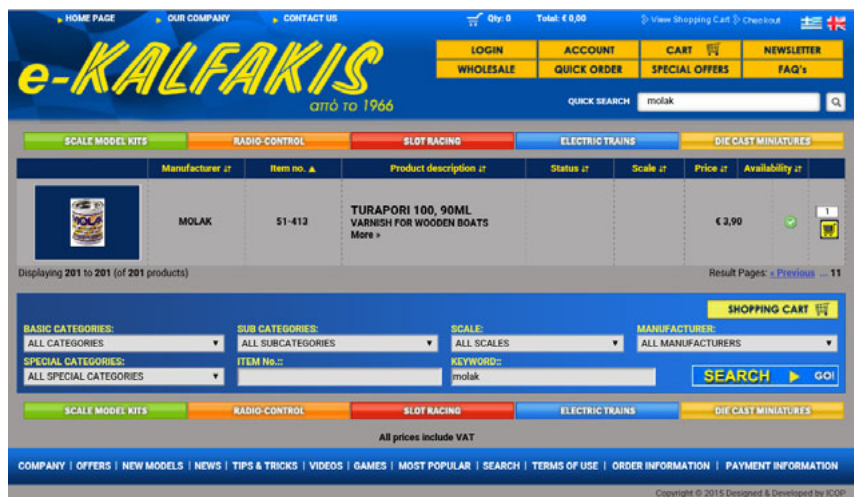 HOME PAGE OUR COMPANY CONTACT US Qty: 0 Total: € 0,00 View Shopping Cart Checkout
e-KALFAKIS
από το 1966
LOGIN ACCOUNT CART NEWSLETTER
WHOLESALE QUICK ORDER SPECIAL OFFERS FAQ's
QUICK SEARCH molak
SCALE MODEL KITS RADIO-CONTROL SLOT RACING ELECTRIC TRAINS DIE CAST MINIATURES
Manufacturer Item no. Product description Status Scale Price Availability
MOLAK
MOLAK 51-413 TURAPORI 100, 90ML € 3,90 1
VARNISH FOR WOODEN BOATS
More »
Displaying 201 to 201 (of 201 products) Result Pages: « Previous ... 11
SHOPPING CART
BASIC CATEGORIES: SUB CATEGORIES: SCALE: MANUFACTURER:
ALL CATEGORIES ALL SUBCATEGORIES ALL SCALES ALL MANUFACTURERS
SPECIAL CATEGORIES: ITEM No.:: KEYWORD::
ALL SPECIAL CATEGORIES molak SEARCH GO!
SCALE MODEL KITS RADIO-CONTROL SLOT RACING ELECTRIC TRAINS DIE CAST MINIATURES
All prices include VAT
COMPANY | OFFERS | NEW MODELS | NEWS | TIPS & TRICKS | VIDEOS | GAMES | MOST POPULAR | SEARCH | TERMS OF USE | ORDER INFORMATION | PAYMENT INFORMATION
Copyright © 2015 Designed & Developed by ICOP